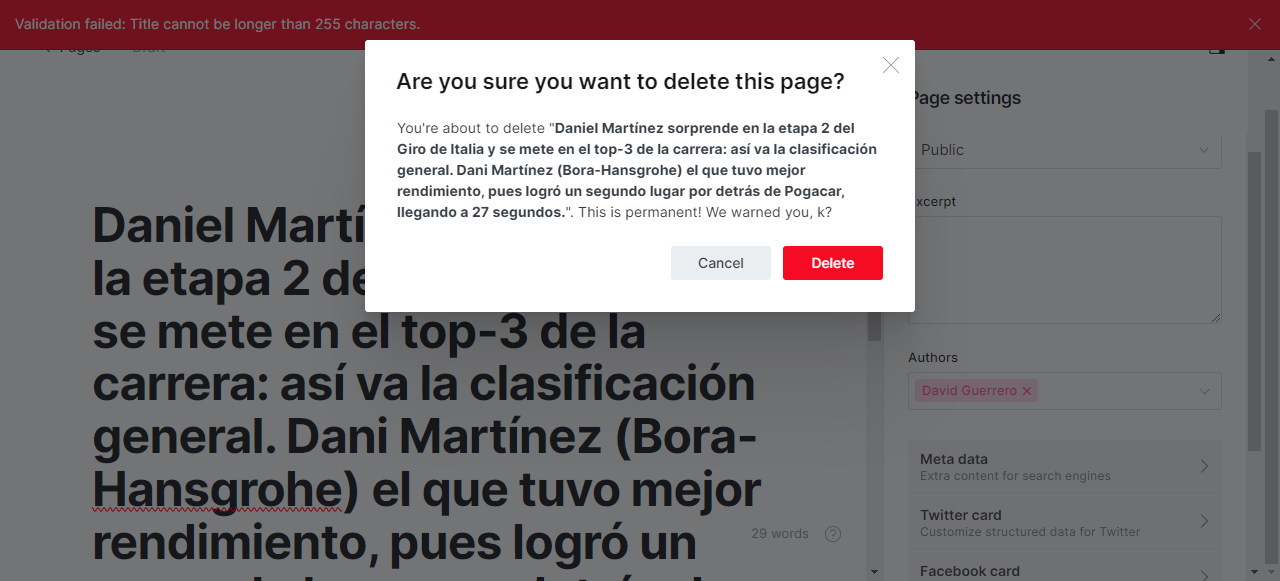 Validation failed: Title cannot be longer than 255 characters.
Pages Draft
Are you sure you want to delete this page?
You're about to delete "Daniel Martínez sorprende en la etapa 2 del
Giro de Italia y se mete en el top-3 de la carrera: así va la clasificación
general. Dani Martínez (Bora-Hansgrohe) el que tuvo mejor
rendimiento, pues logró un segundo lugar por detrás de Pogacar,
llegando a 27 segundos.". This is permanent! We warned you, k?
Cancel
Delete
Daniel Martí
la etapa 2 de
se mete en el top-3 de la
carrera: así va la clasificación
general. Dani Martínez (Bora-
Hansgrohe) el que tuvo mejor
rendimiento, pues logró un
29 words
Page settings
Public
Excerpt
Authors
David Guerrero
Meta data
Extra content for search engines
Twitter card
Customize structured data for Twitter
Facebook card